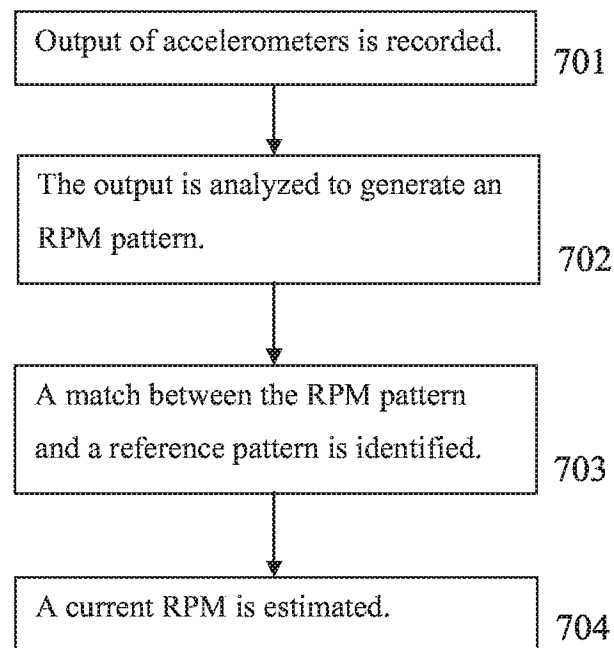 Output of accelerometers is recorded.
701
The output is analyzed to generate an
RPM pattern.
702
A match between the RPM pattern
and a reference pattern is identified.
703
A current RPM is estimated.
704